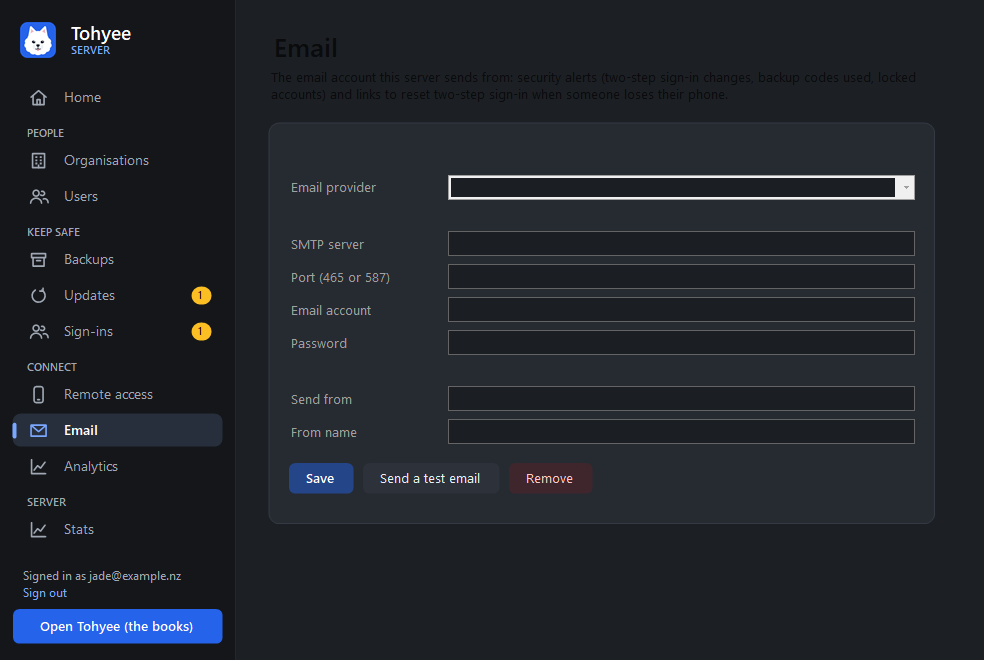 Tohyee
SERVER
Home
PEOPLE
Organisations
Users
KEEP SAFE
Backups
Updates 1
Sign-ins 1
CONNECT
Remote access
Email
Analytics
SERVER
Stats
Signed in as jade@example.nz
Sign out
Open Tohyee (the books)
Email
The email account this server sends from: security alerts (two-step sign-in changes, backup codes used, locked
accounts) and links to reset two-step sign-in when someone loses their phone.
Email provider
SMTP server
Port (465 or 587)
Email account
Password
Send from
From name
Save
Send a test email
Remove